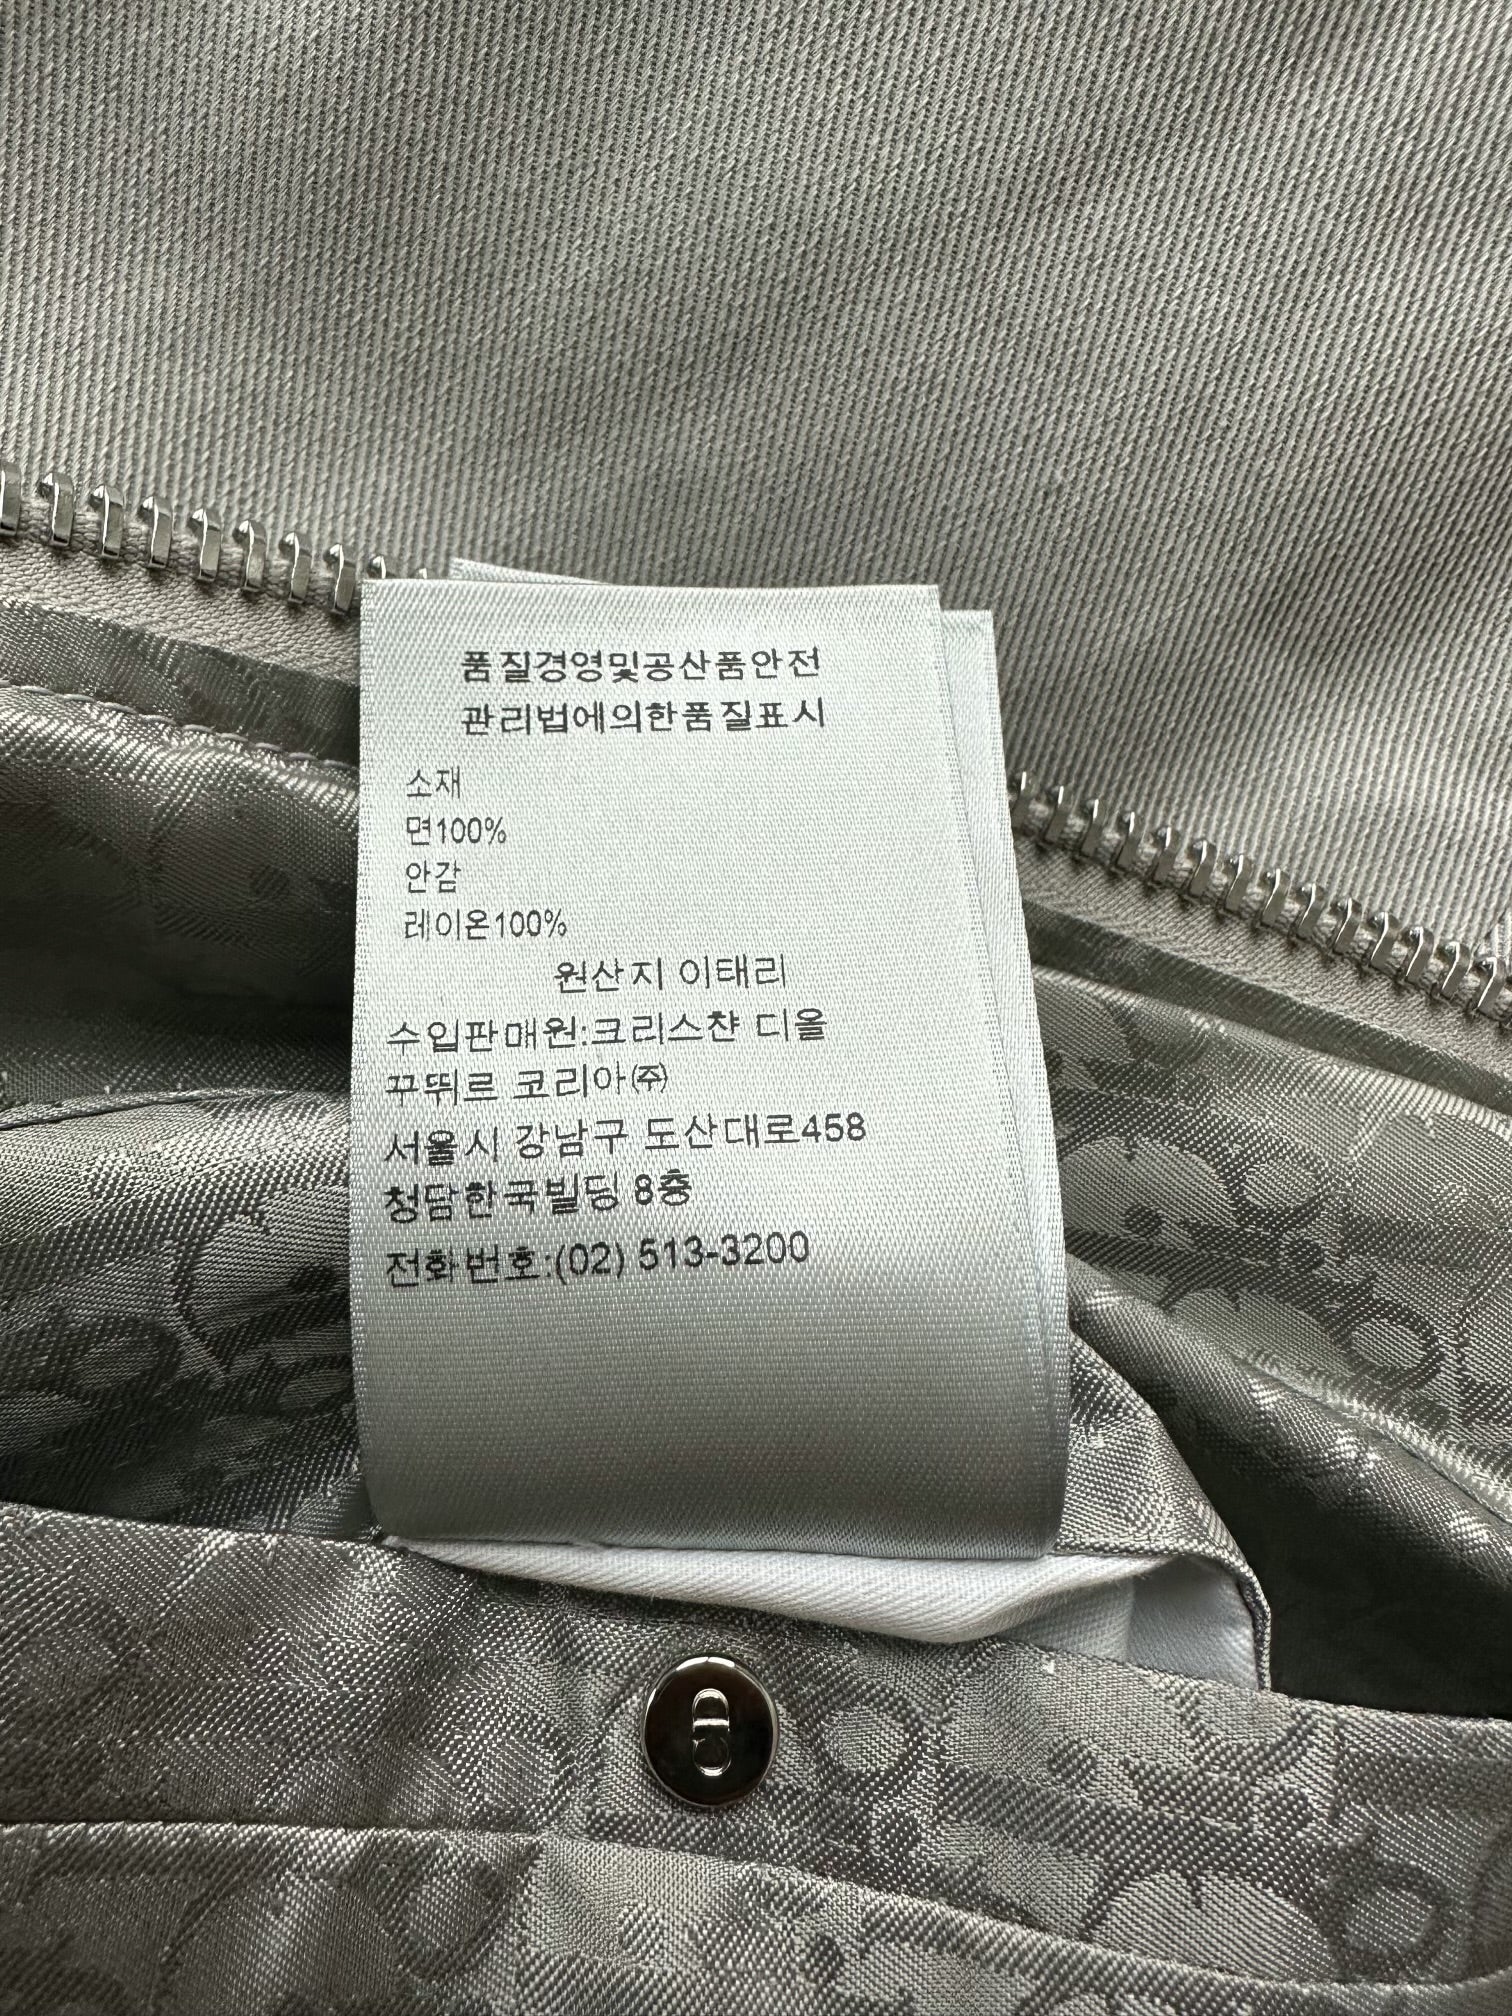 품질경영및공산품안전
관리법에의한품질표시
소재
면100%
안감
레이온100%
원산지 이태리
수입판매원:크리스챤 디올
꾸뛰르 코리아㈜
서울시 강남구 도산대로458
청담한국빌딩 8층
전화번호:(02) 513-3200
CD